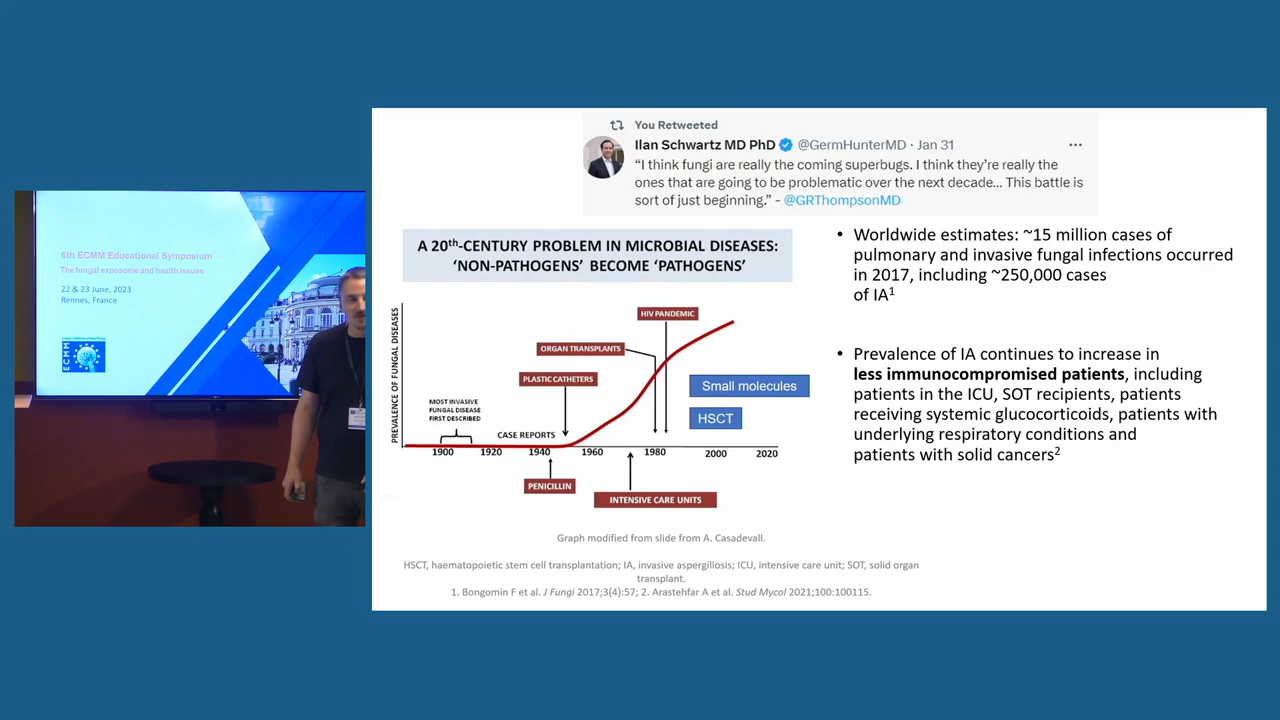 You Retweeted
Ilan Schwartz MD PhD @GermHunterMD · Jan 31 ···
“I think fungi are really the coming superbugs. I think they’re really the
ones that are going to be problematic over the next decade... This battle is
sort of just beginning.” - @GRThompsonMD
A 20th-CENTURY PROBLEM IN MICROBIAL DISEASES:
‘NON-PATHOGENS’ BECOME ‘PATHOGENS’
PREVALENCE OF FUNGAL DISEASES
HIV PANDEMIC
ORGAN TRANSPLANTS
PLASTIC CATHETERS
Small molecules
HSCT
MOST INVASIVE
FUNGAL DISEASE
FIRST DESCRIBED
CASE REPORTS
1900 1920 1940 1960 1980 2000 2020
PENICILLIN
INTENSIVE CARE UNITS
• Worldwide estimates: ~15 million cases of
pulmonary and invasive fungal infections occurred
in 2017, including ~250,000 cases
of IA1
• Prevalence of IA continues to increase in
less immunocompromised patients, including
patients in the ICU, SOT recipients, patients
receiving systemic glucocorticoids, patients with
underlying respiratory conditions and
patients with solid cancers2
Graph modified from slide from A. Casadevall.
HSCT, haematopoietic stem cell transplantation; IA, invasive aspergillosis; ICU, intensive care unit; SOT, solid organ
transplant.
1. Bongomin F et al. J Fungi 2017;3(4):57; 2. Arastehfar A et al. Stud Mycol 2021;100:100115.
6th ECMM Educational Symposium
The fungal exposome and health issues
22 & 23 June, 2023
Rennes, France
ECMM